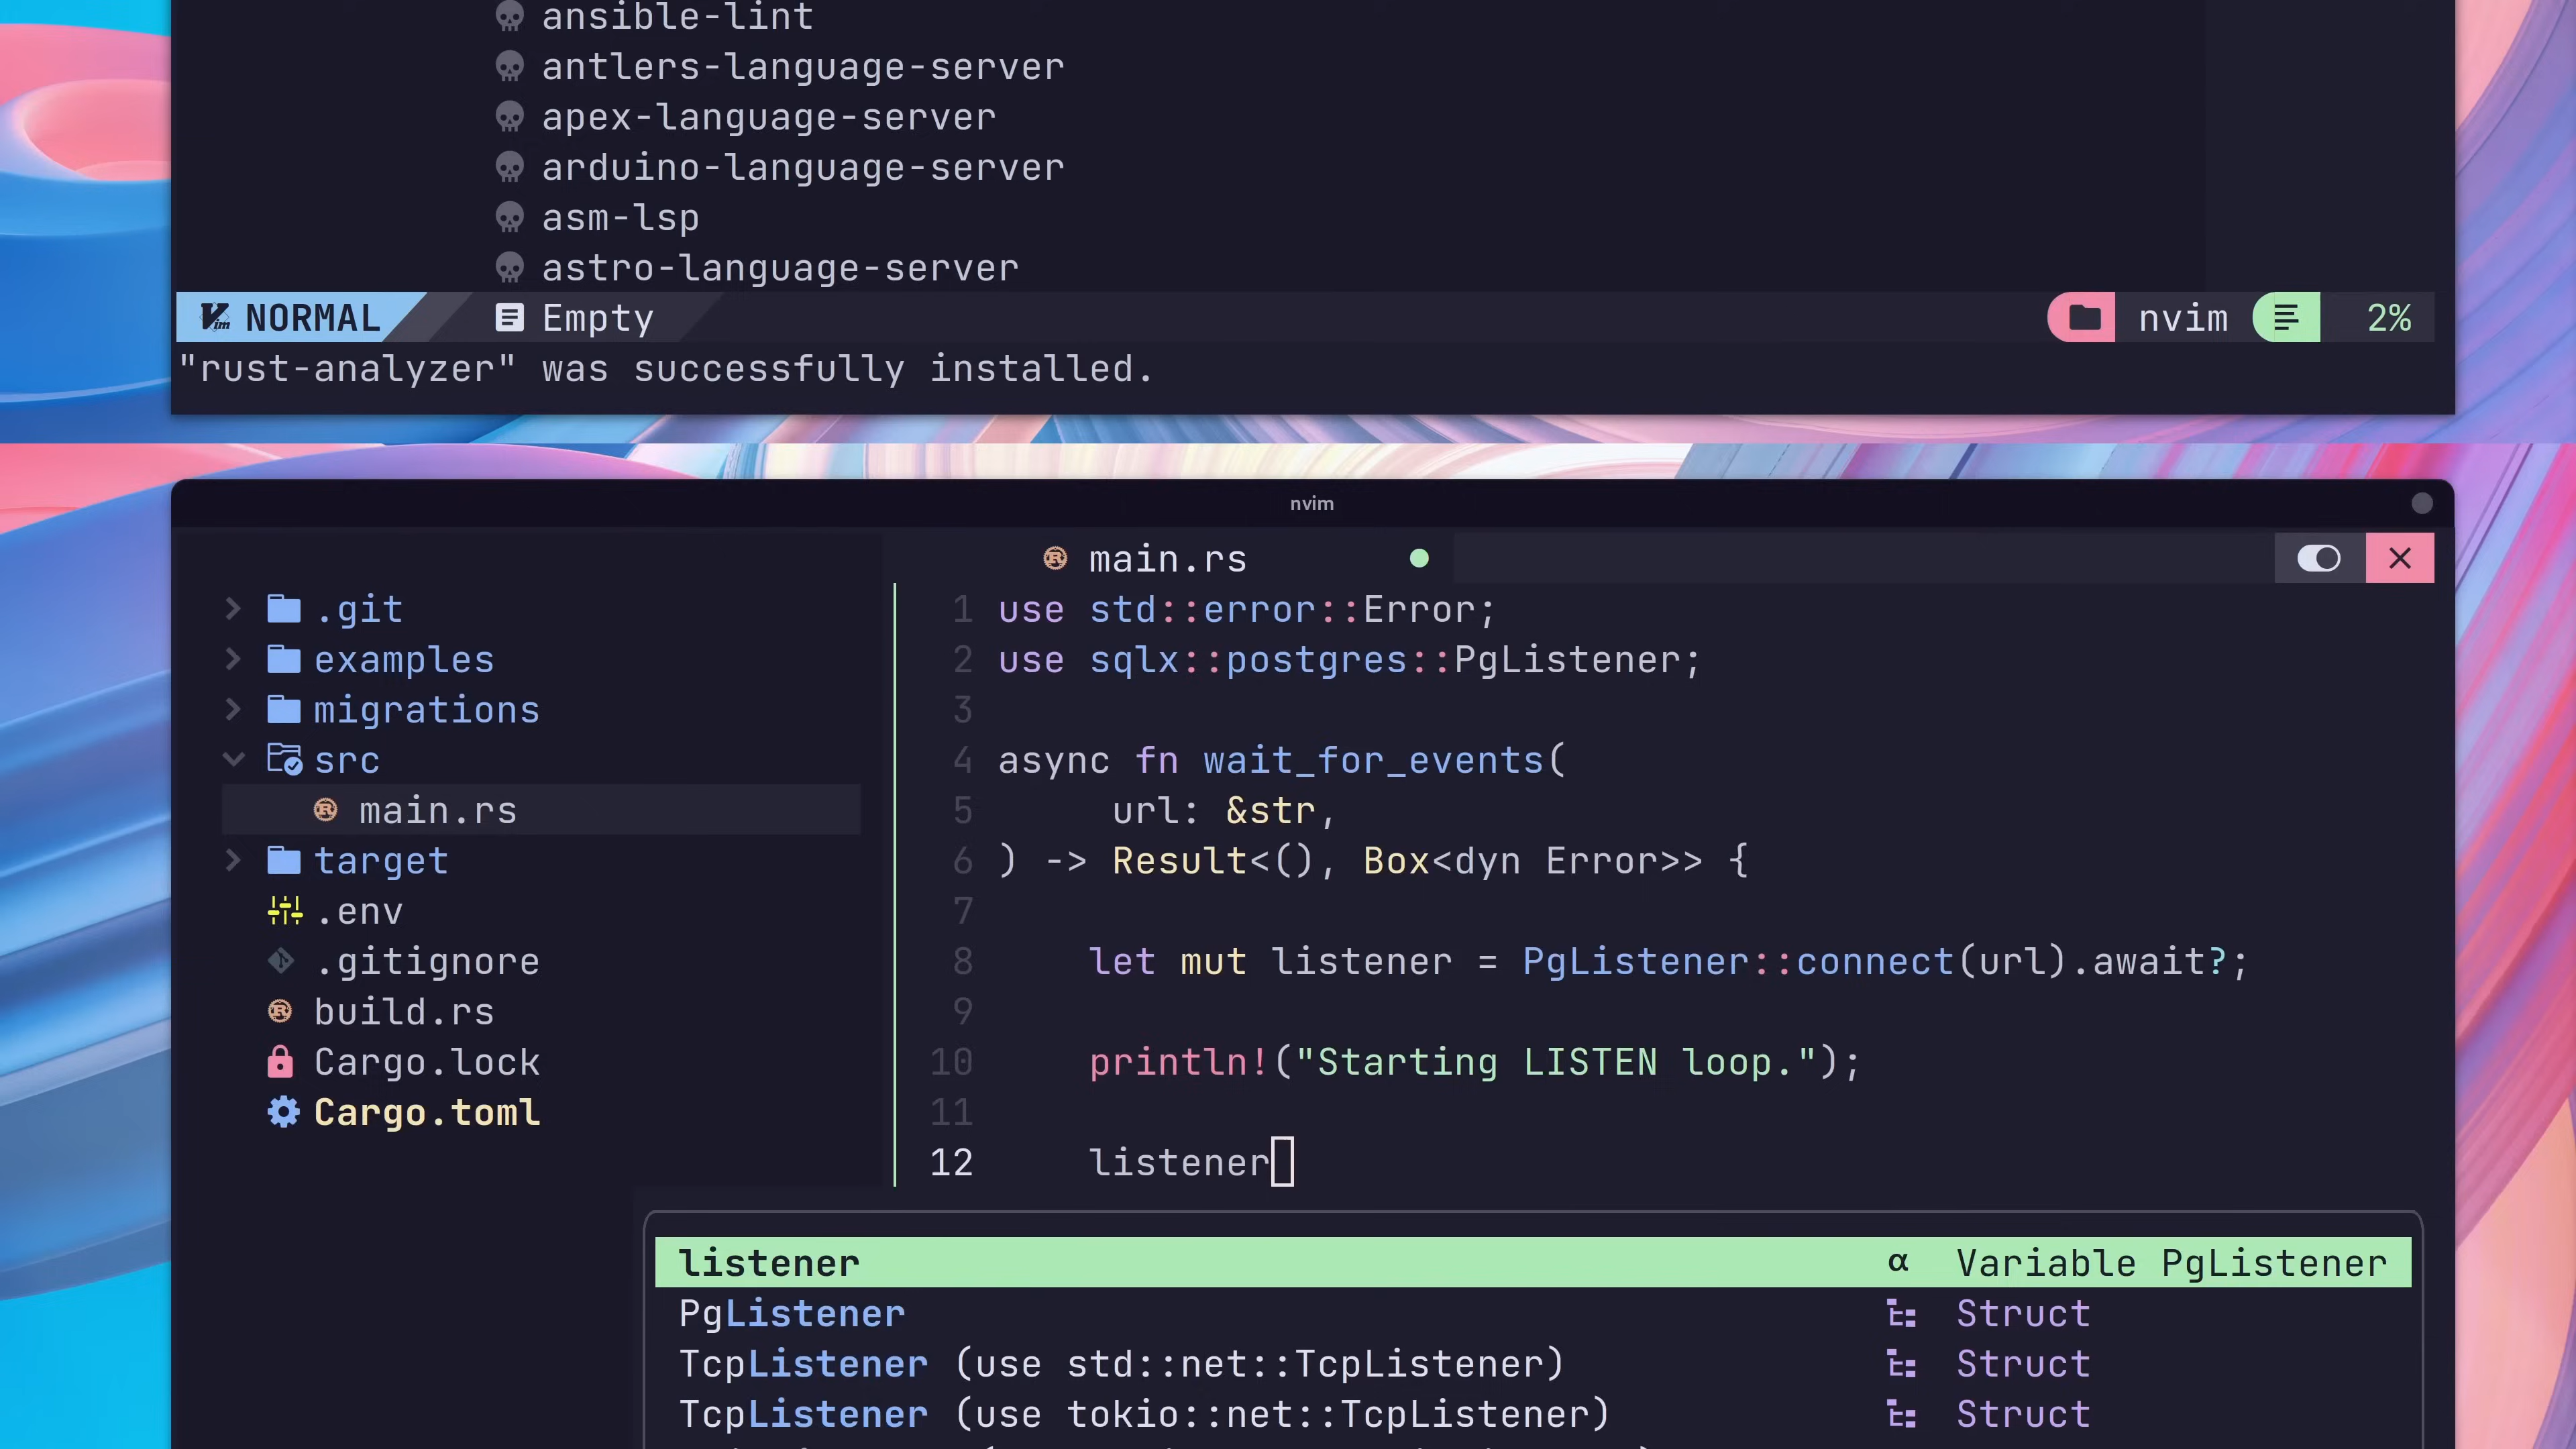 ansible-lint
antlers-language-server
apex-language-server
arduino-language-server
asm-lsp
astro-language-server
NORMAL Empty nvim 2%
"rust-analyzer" was successfully installed.
nvim
main.rs
.git
examples
migrations
src
main.rs
target
.env
.gitignore
build.rs
Cargo.lock
Cargo.toml
1 use std::error::Error;
2 use sqlx::postgres::PgListener;
3
4 async fn wait_for_events(
5 url: &str,
6 ) -> Result<(), Box<dyn Error>> {
7
8 let mut listener = PgListener::connect(url).await?;
9
10 println!("Starting LISTEN loop.");
11
12 listener
listener α Variable PgListener
PgListener Struct
TcpListener (use std::net::TcpListener) Struct
TcpListener (use tokio::net::TcpListener) Struct